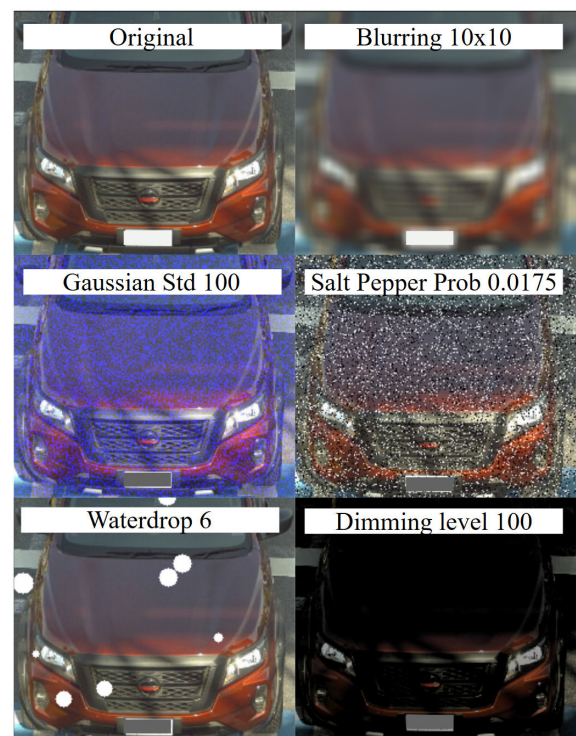 Original
Blurring 10x10
Gaussian Std 100
Salt Pepper Prob 0.0175
Waterdrop 6
Dimming level 100